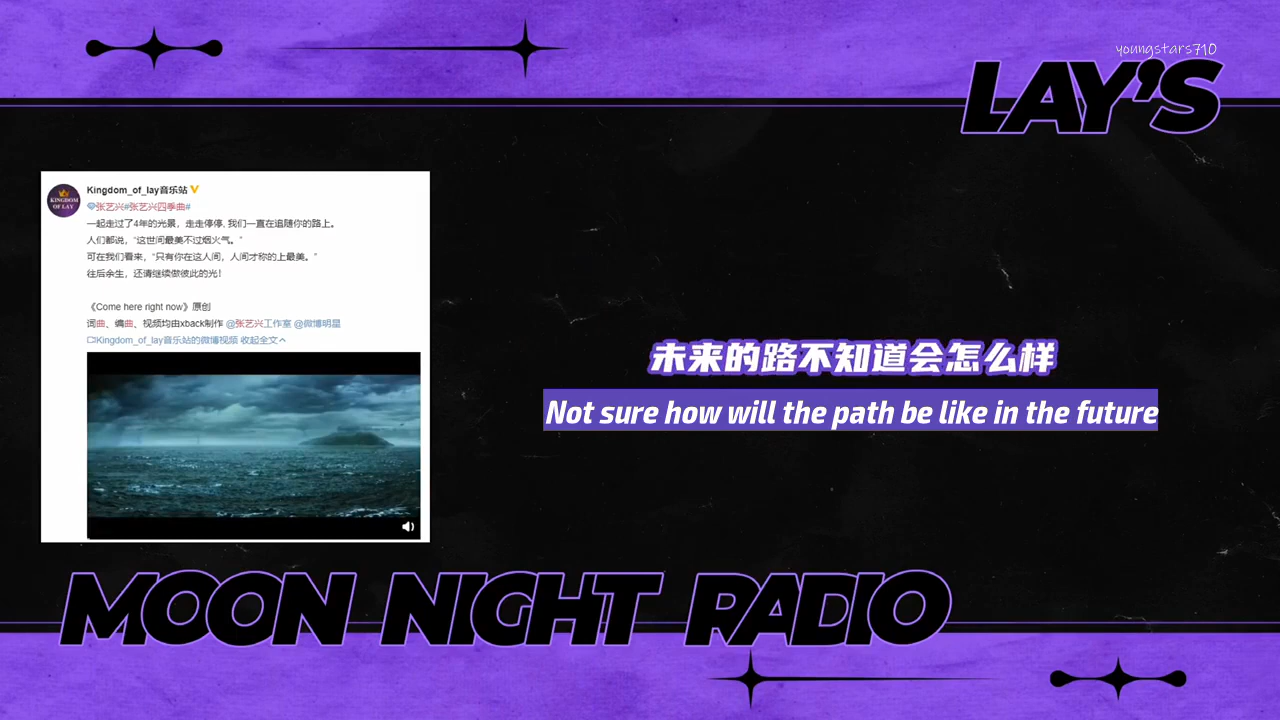 youngstars710
LAY'S
Kingdom_of_lay音乐站
张艺兴#张艺兴四季曲#
一起走过了4年的光景，走走停停, 我们一直在追随你的路上。
人们都说，“这世间最美不过烟火气。”
可在我们看来，“只有你在这人间，人间才称的上最美。”
往后余生，还请继续做彼此的光！
《Come here right now》原创
词曲、编曲、视频均由xback制作 @张艺兴工作室 @微博明星
Kingdom_of_lay音乐站的微博视频 收起全文
KINGDOM
OF LAY
未来的路不知道会怎么样
Not sure how will the path be like in the future
MOON NIGHT RADIO